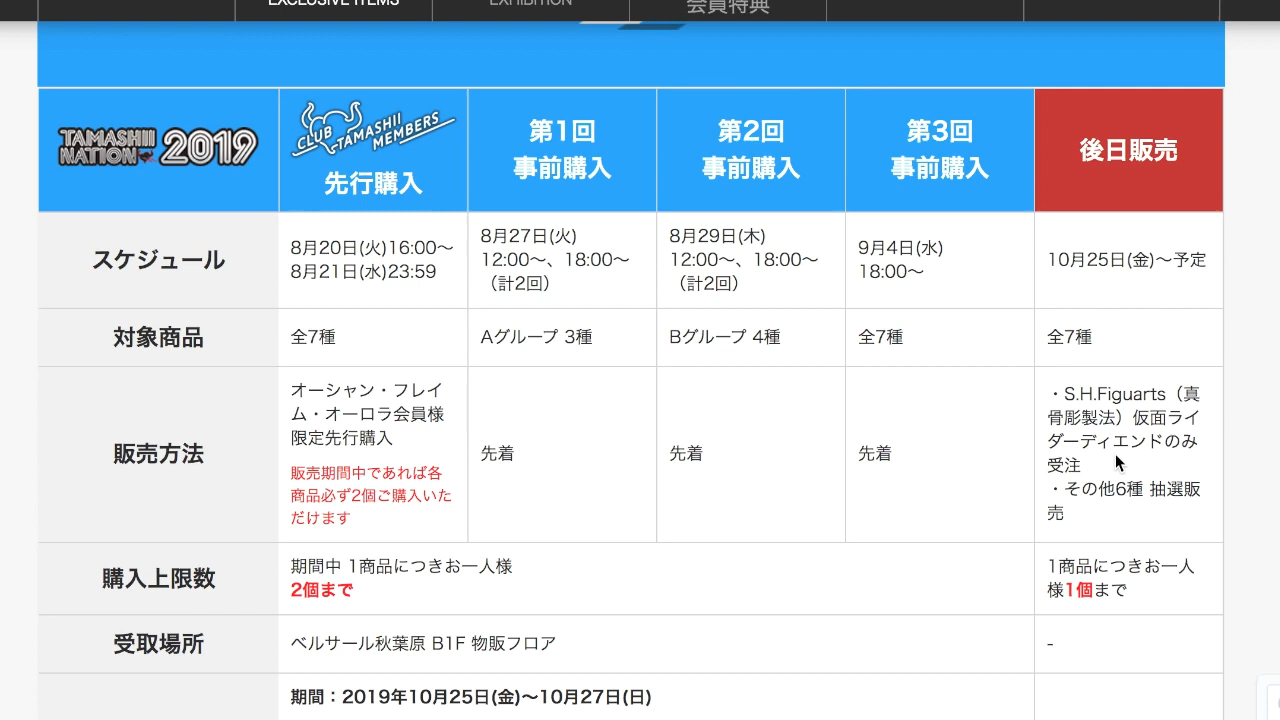 EXCLUSIVE ITEMS
EXHIBITION
会員特典
TAMASHII
NATION 2019
CLUB TAMASHII MEMBERS
先行購入
第1回
事前購入
第2回
事前購入
第3回
事前購入
後日販売
スケジュール
8月20日(火)16:00〜
8月21日(水)23:59
8月27日(火)
12:00〜、18:00〜
（計2回）
8月29日(木)
12:00〜、18:00〜
（計2回）
9月4日(水)
18:00〜
10月25日(金)〜予定
対象商品
全7種
Aグループ 3種
Bグループ 4種
全7種
全7種
販売方法
オーシャン・フレイ
ム・オーロラ会員様
限定先行購入
販売期間中であれば各
商品必ず2個ご購入いた
だけます
先着
先着
先着
・S.H.Figuarts（真
骨彫製法）仮面ライ
ダーディエンドのみ
受注
・その他6種 抽選販
売
購入上限数
期間中 1商品につきお一人様
2個まで
1商品につきお一人
様1個まで
受取場所
ベルサール秋葉原 B1F 物販フロア
-
期間：2019年10月25日(金)〜10月27日(日)